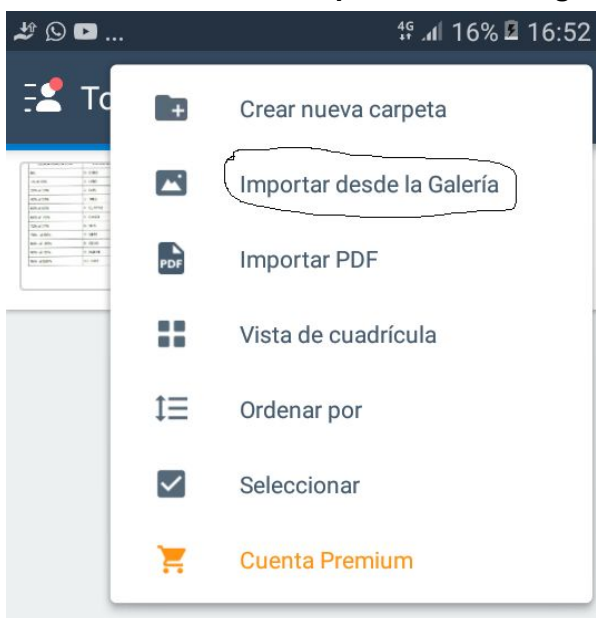 ... 4G 16% 16:52
To
Crear nueva carpeta
Importar desde la Galería
PDF Importar PDF
Vista de cuadrícula
Ordenar por
Seleccionar
Cuenta Premium